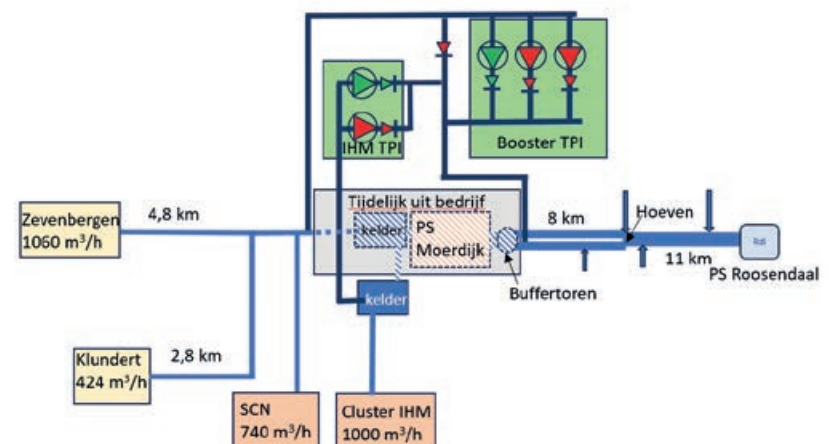 IHM TPI
Booster TPI
Tijdelijk uit bedrijf
Zevenbergen
1060 m³/h
4,8 km
kelder
PS
Moerdijk
8 km
Hoeven
11 km
PS Roosendaal
Buffertoren
kelder
Klundert
424 m³/h
2,8 km
SCN
740 m³/h
Cluster IHM
1000 m³/h